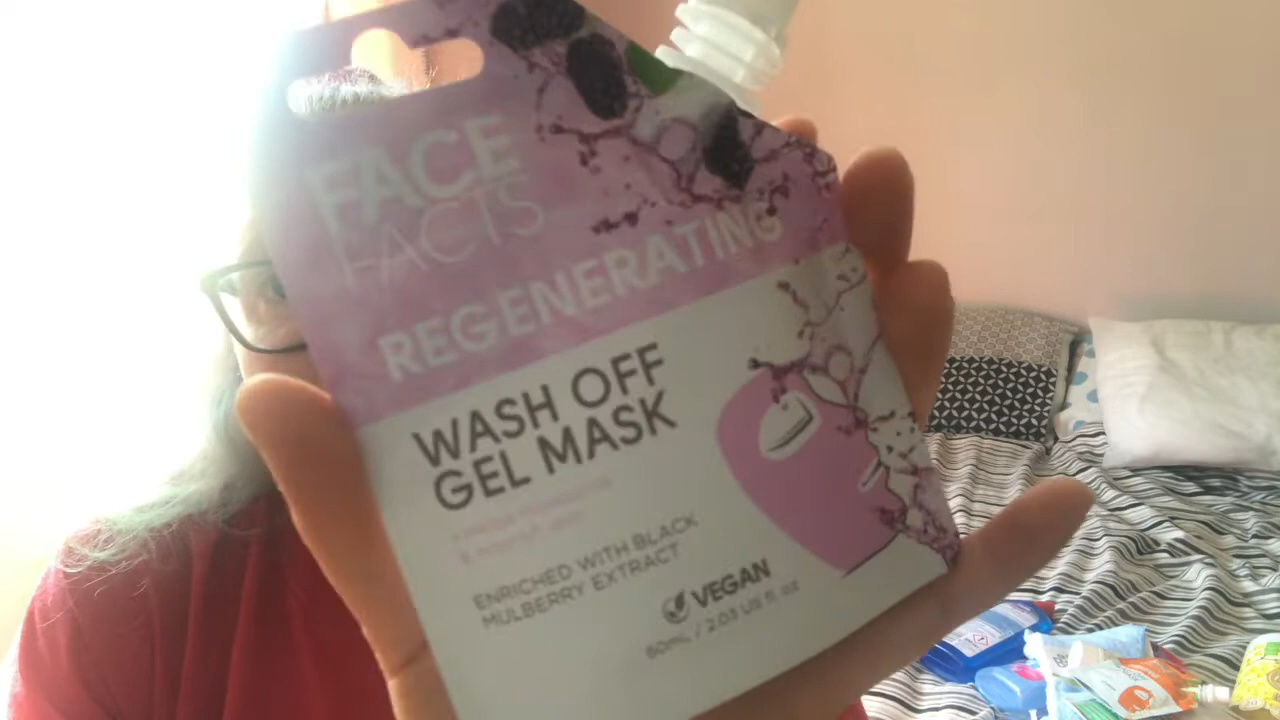 FACE
FACTS
REGENERATING
WASH OFF
GEL MASK
ENRICHED WITH BLACK
MULBERRY EXTRACT
VEGAN
60mL / 2.03 US fl oz